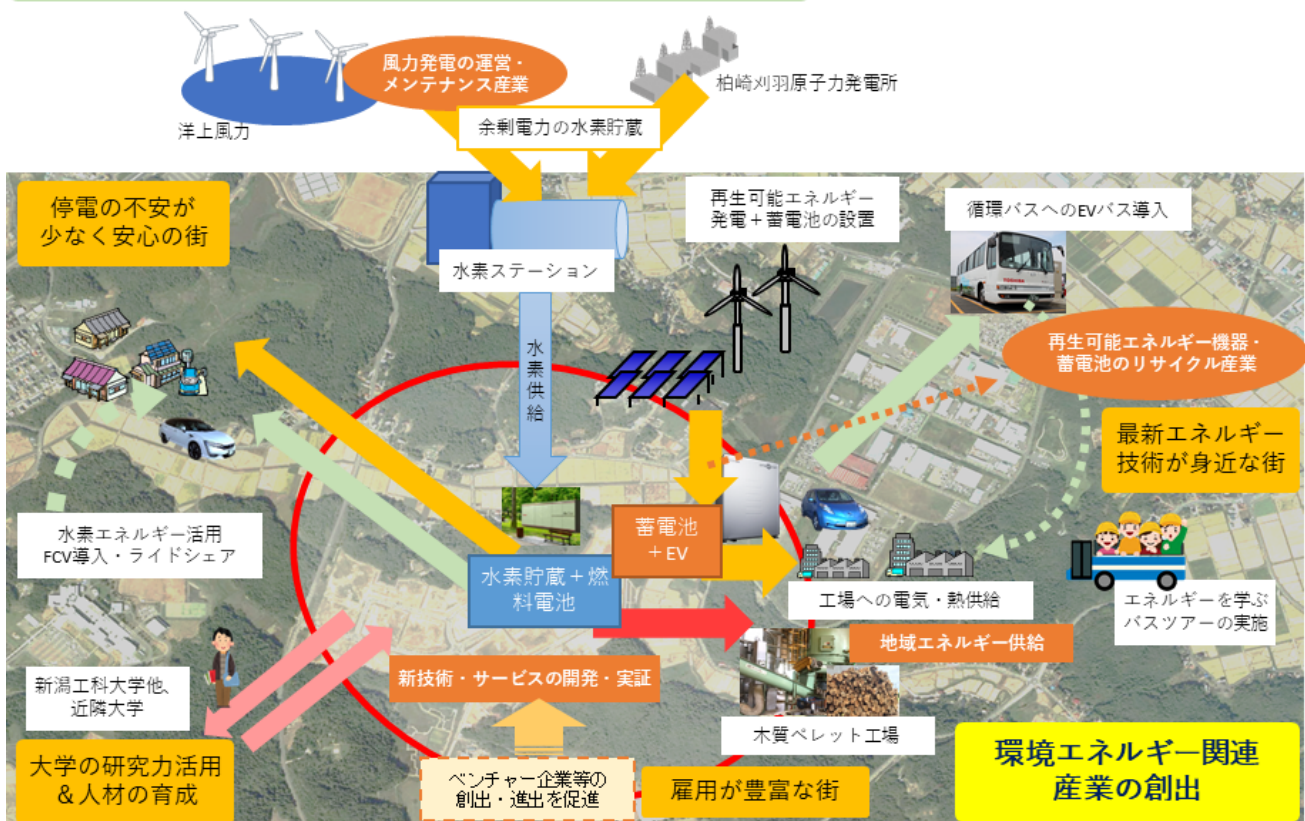 風力発電の運営・
メンテナンス産業
柏崎刈羽原子力発電所
洋上風力
余剰電力の水素貯蔵
停電の不安が
少なく安心の街
再生可能エネルギー
発電＋蓄電池の設置
循環バスへのEVバス導入
水素ステーション
水素供給
再生可能エネルギー機器・
蓄電池のリサイクル産業
最新エネルギー
技術が身近な街
水素エネルギー活用
FCV導入・ライドシェア
蓄電池
＋EV
水素貯蔵＋燃
料電池
工場への電気・熱供給
エネルギーを学ぶ
バスツアーの実施
地域エネルギー供給
新技術・サービスの開発・実証
新潟工科大学他、
近隣大学
木質ペレット工場
大学の研究力活用
＆人材の育成
ベンチャー企業等の
創出・進出を促進
雇用が豊富な街
環境エネルギー関連
産業の創出